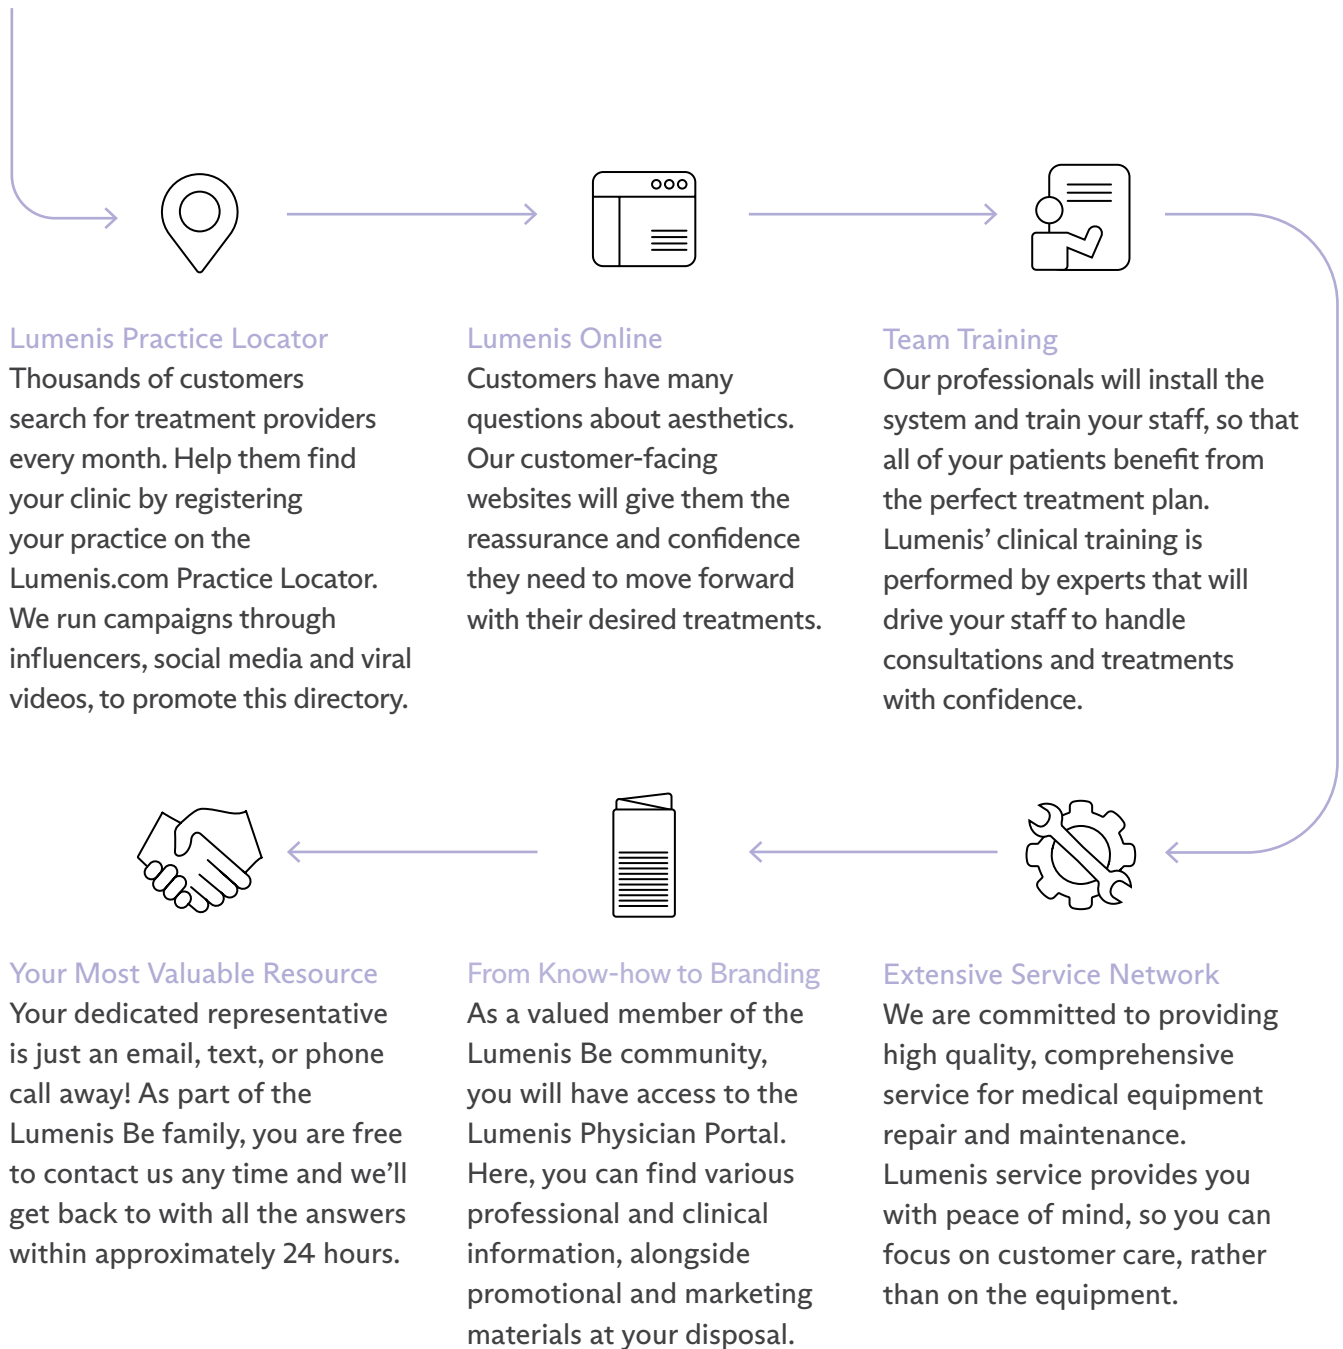 Lumenis Practice Locator
Thousands of customers
search for treatment providers
every month. Help them find
your clinic by registering
your practice on the
Lumenis.com Practice Locator.
We run campaigns through
influencers, social media and viral
videos, to promote this directory.
Lumenis Online
Customers have many
questions about aesthetics.
Our customer-facing
websites will give them the
reassurance and confidence
they need to move forward
with their desired treatments.
Team Training
Our professionals will install the
system and train your staff, so that
all of your patients benefit from
the perfect treatment plan.
Lumenis’ clinical training is
performed by experts that will
drive your staff to handle
consultations and treatments
with confidence.
Extensive Service Network
We are committed to providing
high quality, comprehensive
service for medical equipment
repair and maintenance.
Lumenis service provides you
with peace of mind, so you can
focus on customer care, rather
than on the equipment.
From Know-how to Branding
As a valued member of the
Lumenis Be community,
you will have access to the
Lumenis Physician Portal.
Here, you can find various
professional and clinical
information, alongside
promotional and marketing
materials at your disposal.
Your Most Valuable Resource
Your dedicated representative
is just an email, text, or phone
call away! As part of the
Lumenis Be family, you are free
to contact us any time and we’ll
get back to with all the answers
within approximately 24 hours.